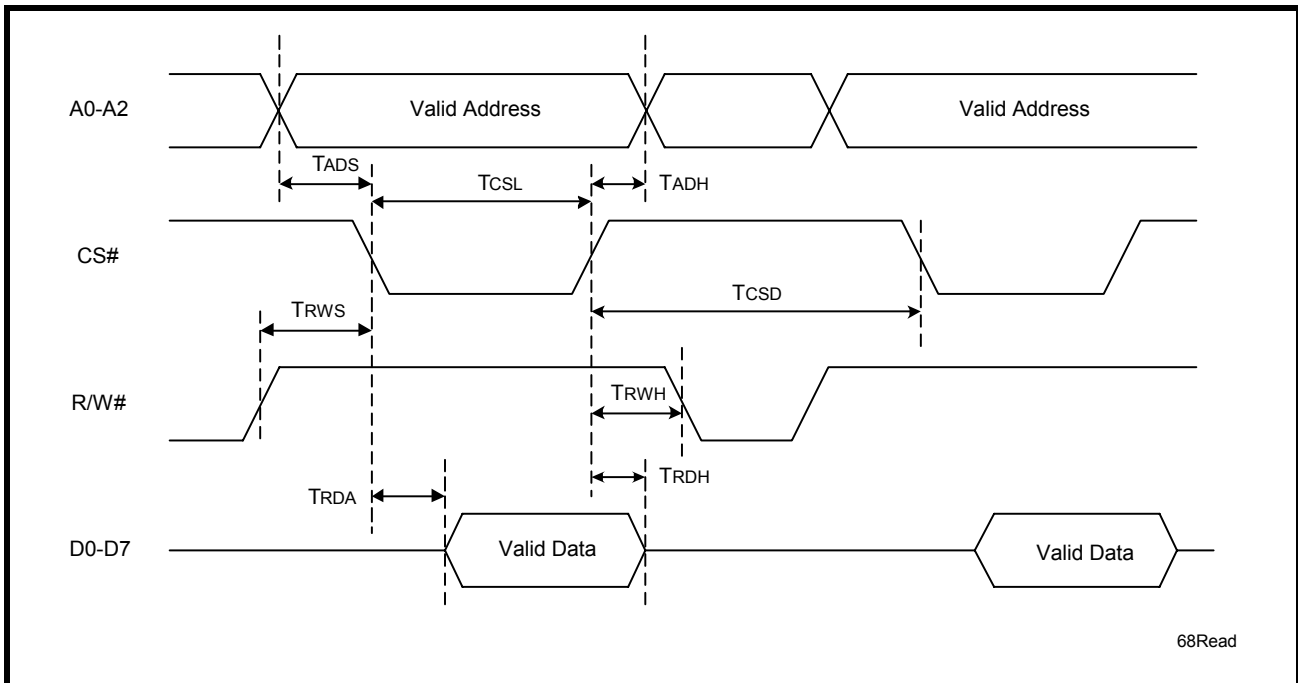 A0-A2
Valid Address
Valid Address
TADS
TCSL
TADH
CS#
TCSD
TRWS
R/W#
TRWH
TRDH
TRDA
D0-D7
Valid Data
Valid Data
68Read